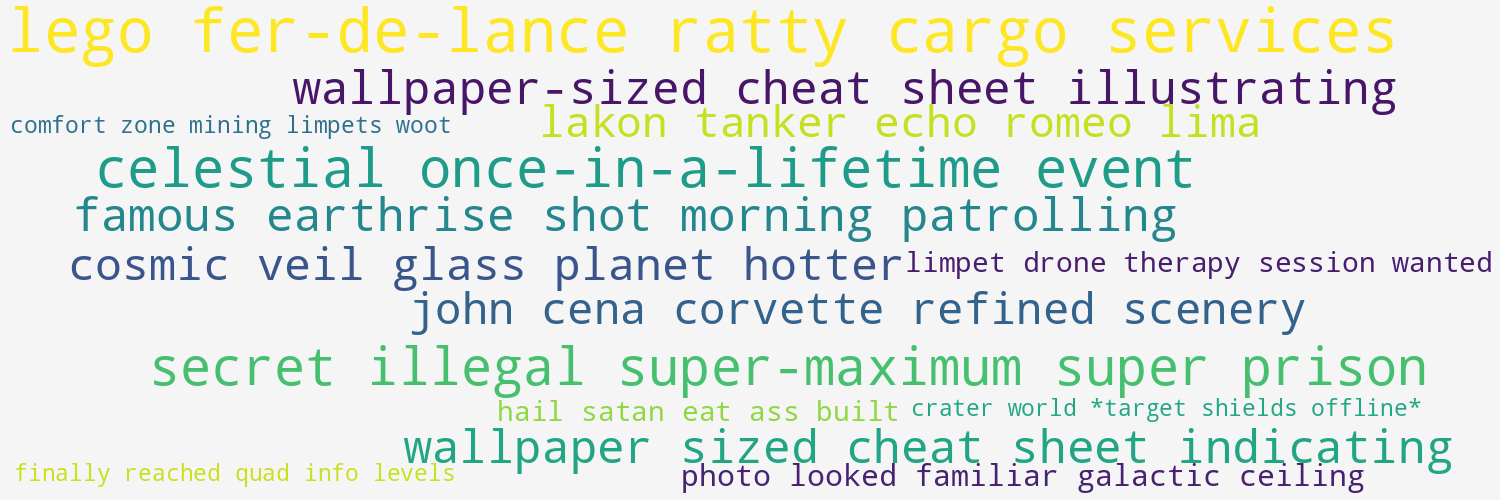 lego fer-de-lance ratty cargo services
wallpaper-sized cheat sheet illustrating
comfort zone mining limpets woot
lakon tanker echo romeo lima
celestial once-in-a-lifetime event
famous earthrise shot morning patrolling
cosmic veil glass planet hotter
limpet drone therapy session wanted
john cena corvette refined scenery
secret illegal super-maximum super prison
hail satan eat ass built
crater world *target shields offline*
wallpaper sized cheat sheet indicating
finally reached quad info levels
photo looked familiar galactic ceiling